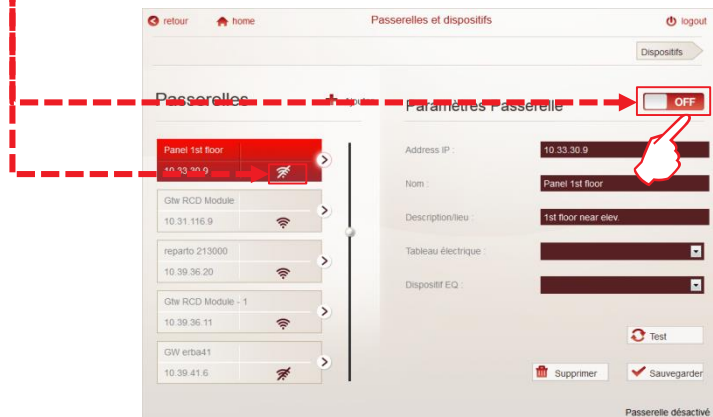 retour
home
Passerelles et dispositifs
logout
Dispositifs
Passerelles
Ajouter
Panel 1st floor
10.33.30.9
Gtw RCD Module
10.31.116.9
reparto 213000
10.39.36.20
Gtw RCD Module - 1
10.39.36.11
GW erba41
10.39.41.6
Paramètres Passerelle
OFF
Address IP :
10.33.30.9
Nom :
Panel 1st floor
Description/lieu :
1st floor near elev.
Tableau électrique :
Dispositif EQ :
Test
Supprimer
Sauvegarder
Passerelle désactivé